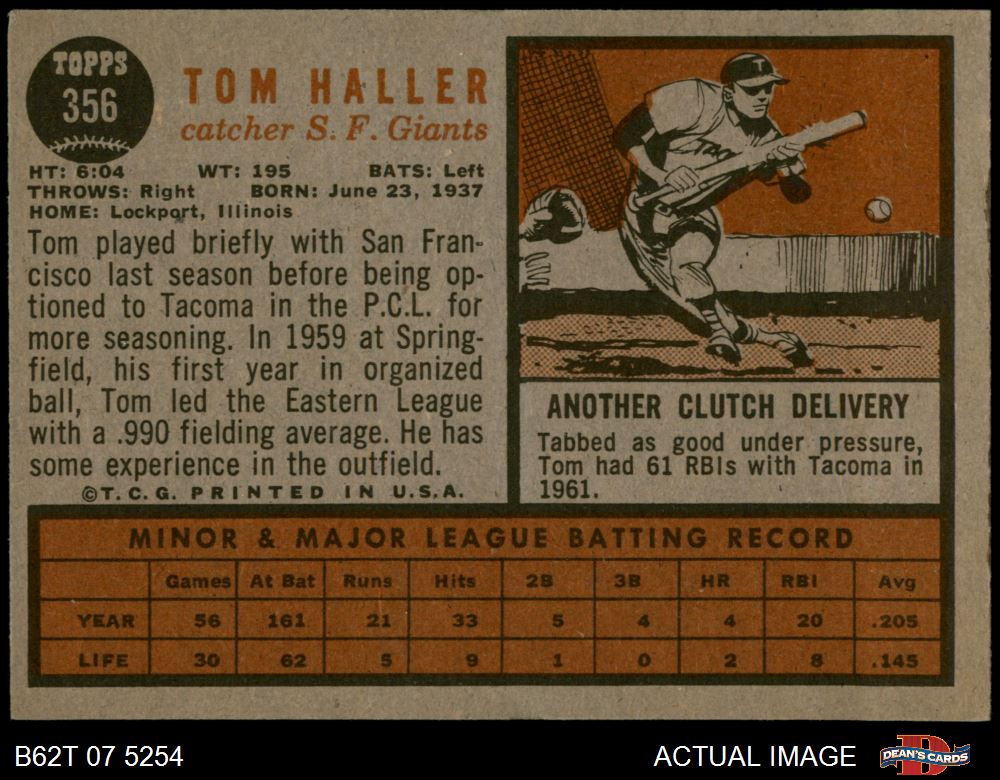 TOPPS
356
TOM HALLER
catcher S. F. Giants
HT: 6:04 WT: 195 BATS: Left
THROWS: Right BORN: June 23, 1937
HOME: Lockport, Illinois
Tom played briefly with San Fran-
cisco last season before being op-
tioned to Tacoma in the P.C.L. for
more seasoning. In 1959 at Spring-
field, his first year in organized
ball, Tom led the Eastern League
with a .990 fielding average. He has
some experience in the outfield.
©T.C.G. PRINTED IN U.S.A.
T
TAC
ANOTHER CLUTCH DELIVERY
Tabbed as good under pressure,
Tom had 61 RBIs with Tacoma in
1961.
MINOR & MAJOR LEAGUE BATTING RECORD
Games At Bat Runs Hits 2B 3B HR RBI Avg
YEAR 56 161 21 33 5 4 4 20 .205
LIFE 30 62 5 9 1 0 2 8 .145
B62T 07 5254 ACTUAL IMAGE DEAN'S CARDS